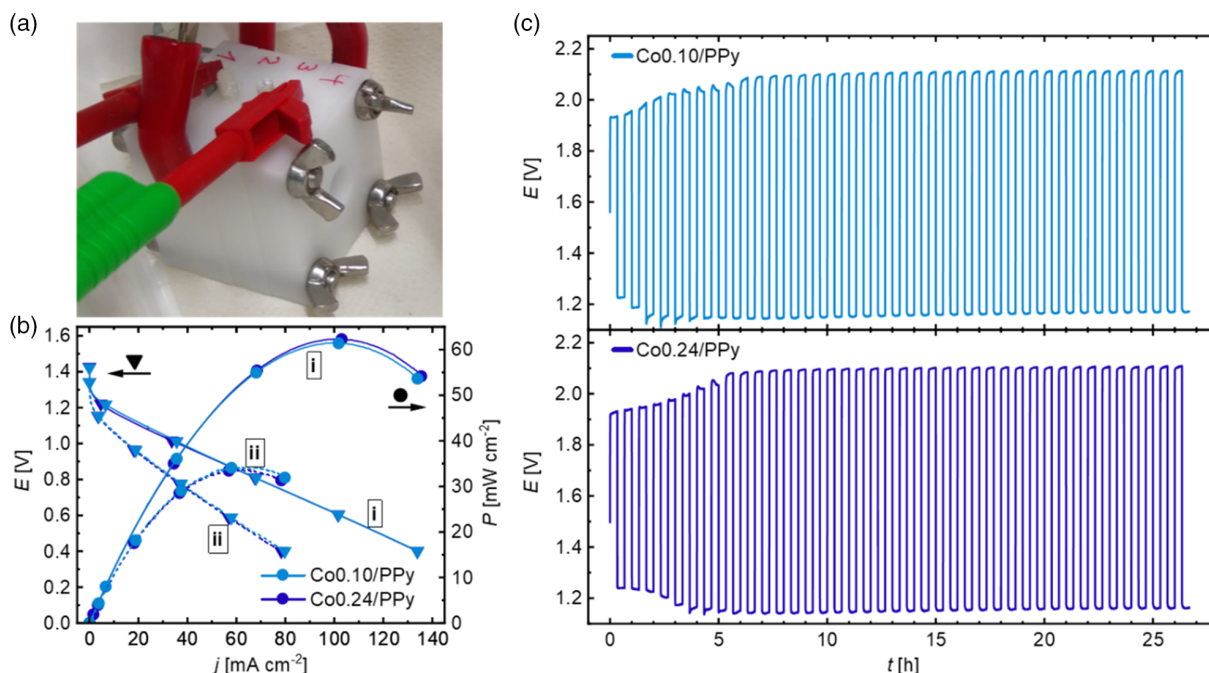 (a)
1 2 3 4
(b)
1.6
1.4
1.2
1.0
0.8
0.6
0.4
0.2
0.0
E [V]
i
ii
ii
i
60
50
40
30
20
10
0
P [mW cm⁻²]
Co0.10/PPy
Co0.24/PPy
0 20 40 60 80 100 120 140
j [mA cm⁻²]
(c)
Co0.10/PPy
2.2
2.0
1.8
1.6
1.4
1.2
E [V]
Co0.24/PPy
2.2
2.0
1.8
1.6
1.4
1.2
E [V]
0 5 10 15 20 25
t [h]